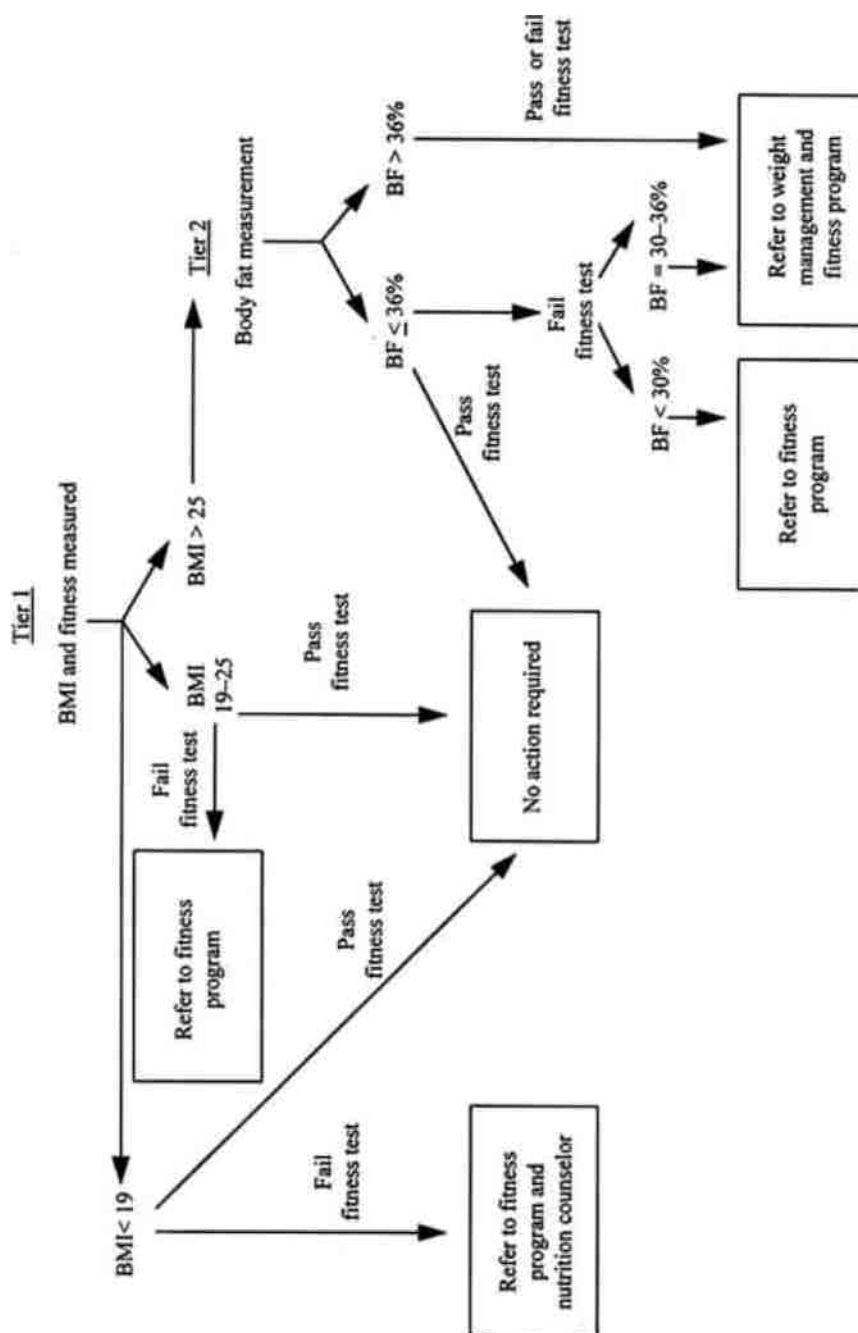 Tier 1
BMI and fitness measured
BMI < 19
BMI
19–25
BMI > 25
Tier 2
Body fat measurement
Fail
fitness test
Refer to fitness
program
Pass
fitness test
Pass
fitness test
Fail
fitness test
Refer to fitness
program and
nutrition counselor
No action required
BF ≤ 36%
BF > 36%
Pass
fitness test
Fail
fitness test
Pass or fail
fitness test
BF < 30%
BF = 30–36%
Refer to fitness
program
Refer to weight
management and
fitness program